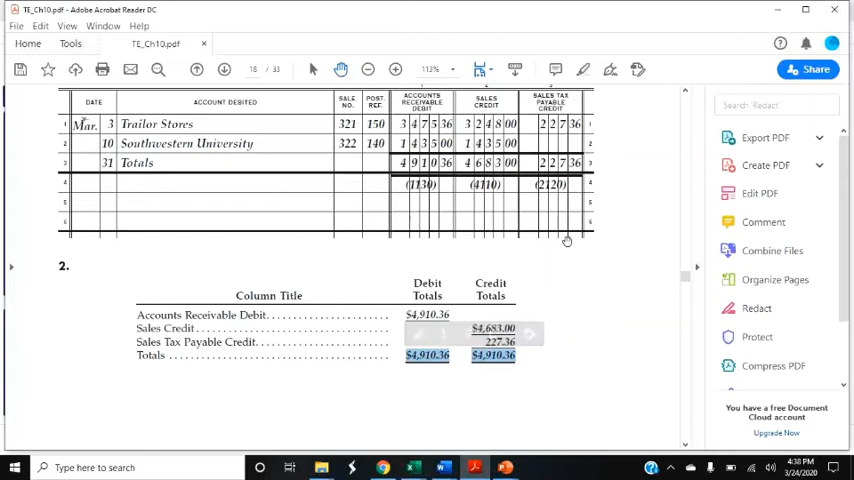 TE_Ch10.pdf - Adobe Acrobat Reader DC
File Edit View Window Help
Home Tools TE_Ch10.pdf ×
18 / 33 113% Share
DATE ACCOUNT DEBITED SALE. NO. POST. REF. ACCOUNTS RECEIVABLE DEBIT SALES CREDIT SALES TAX PAYABLE CREDIT
1 Mar. 3 Trailor Stores 321 150 3 4 7 5 36 3 2 4 8 00 2 2 7 36 1
2 10 Southwestern University 322 140 1 4 3 5 00 1 4 3 5 00 2
3 31 Totals 4 9 1 0 36 4 6 8 3 00 2 2 7 36 3
4 (1130) (4110) (2120) 4
5 5
6 6
2.
Column Title Debit Totals Credit Totals
Accounts Receivable Debit $4,910.36
Sales Credit $4,683.00
Sales Tax Payable Credit 227.36
Totals $4,910.36 $4,910.36
Search 'Redact'
Export PDF
Create PDF
Edit PDF
Comment
Combine Files
Organize Pages
Redact
Protect
Compress PDF
You have a free Document
Cloud account
Upgrade Now
Type here to search
4:38 PM
3/24/2020